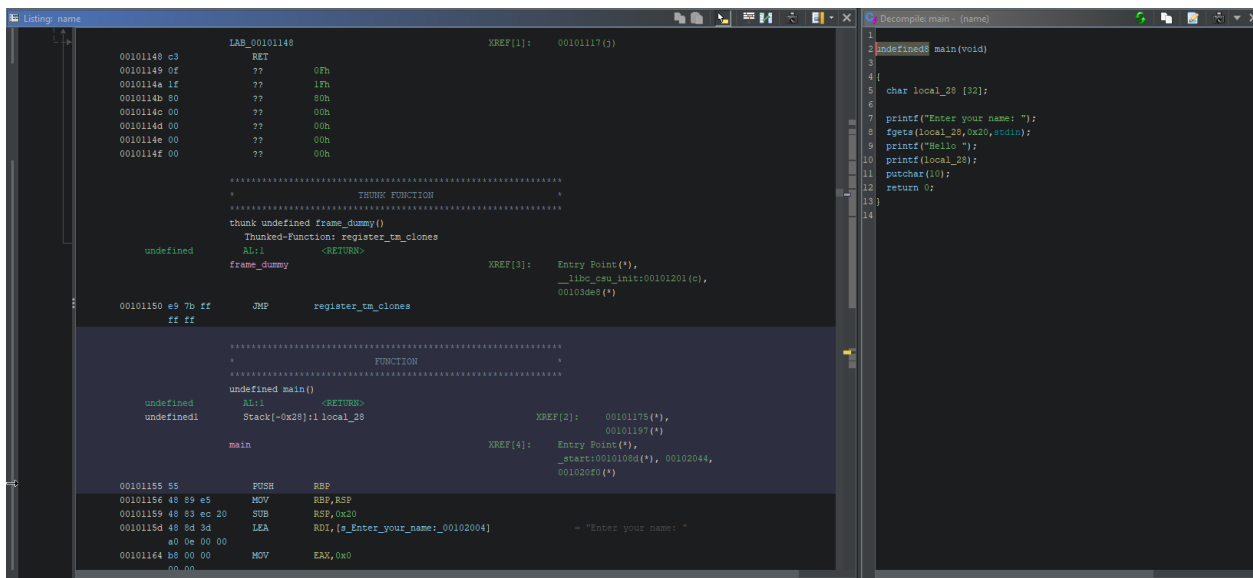 Listing: name
LAB_00101148 XREF[1]: 00101117(j)
00101148 c3 RET
00101149 0f ?? 0Fh
0010114a 1f ?? 1Fh
0010114b 80 ?? 80h
0010114c 00 ?? 00h
0010114d 00 ?? 00h
0010114e 00 ?? 00h
0010114f 00 ?? 00h
**************************************************************
* THUNK FUNCTION *
**************************************************************
thunk undefined frame_dummy()
Thunked-Function: register_tm_clones
undefined AL:1 <RETURN>
frame_dummy XREF[3]: Entry Point(*),
__libc_csu_init:00101201(c),
00103de8(*)
00101150 e9 7b ff JMP register_tm_clones
ff ff
**************************************************************
* FUNCTION *
**************************************************************
undefined main()
undefined AL:1 <RETURN>
undefined1 Stack[-0x28]:1 local_28 XREF[2]: 00101175(*),
00101197(*)
main XREF[4]: Entry Point(*),
_start:0010108d(*), 00102044,
001020f0(*)
00101155 55 PUSH RBP
00101156 48 89 e5 MOV RBP,RSP
00101159 48 83 ec 20 SUB RSP,0x20
0010115d 48 8d 3d LEA RDI,[s_Enter_your_name:_00102004] = "Enter your name: "
a0 0e 00 00
00101164 b8 00 00 MOV EAX,0x0
00 00
Decompile: main - (name)
1
2 undefined8 main(void)
3
4 {
5 char local_28 [32];
6
7 printf("Enter your name: ");
8 fgets(local_28,0x20,stdin);
9 printf("Hello ");
10 printf(local_28);
11 putchar(10);
12 return 0;
13 }
14